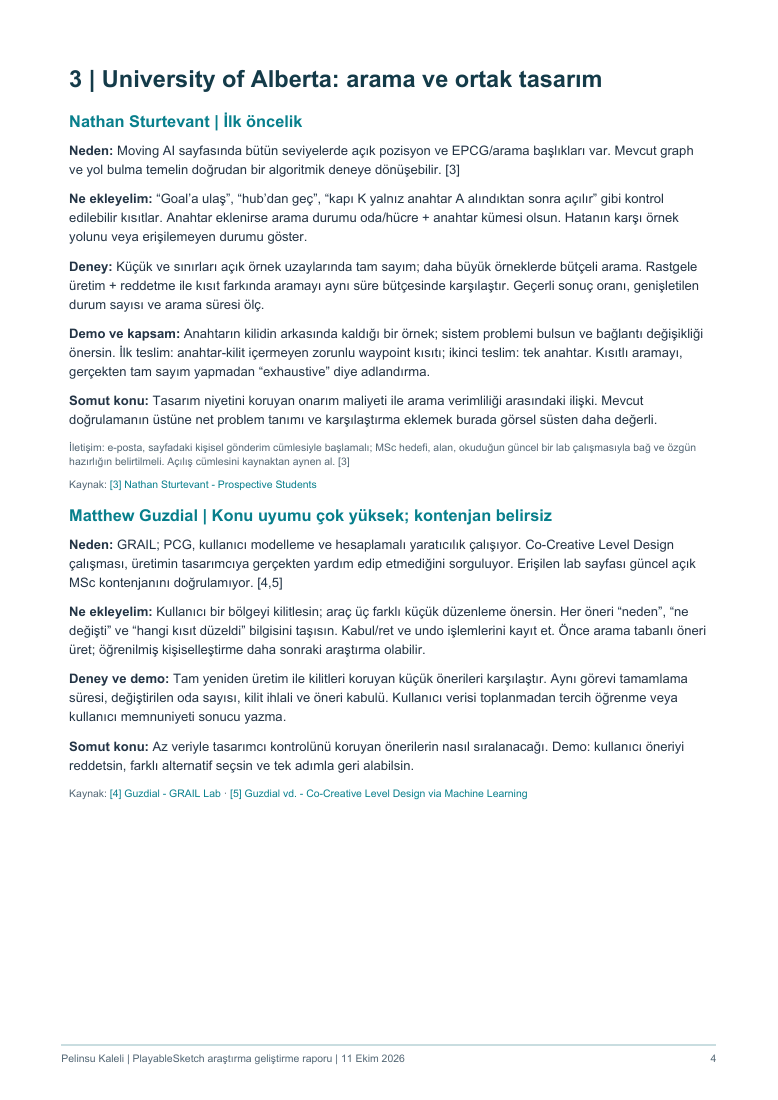 3 | University of Alberta: arama ve ortak tasarım
Nathan Sturtevant | İlk öncelik
Neden: Moving AI sayfasında bütün seviyelerde açık pozisyon ve EPCG/arama başlıkları var. Mevcut graph
ve yol bulma temelin doğrudan bir algoritmik deneye dönüşebilir. [3]
Ne ekleyelim: “Goal’a ulaş”, “hub’dan geç”, “kapı K yalnız anahtar A alındıktan sonra açılır” gibi kontrol
edilebilir kısıtlar. Anahtar eklenirse arama durumu oda/hücre + anahtar kümesi olsun. Hatanın karşı örnek
yolunu veya erişilemeyen durumu göster.
Deney: Küçük ve sınırları açık örnek uzaylarında tam sayım; daha büyük örneklerde bütçeli arama. Rastgele
üretim + reddetme ile kısıt farkında aramayı aynı süre bütçesinde karşılaştır. Geçerli sonuç oranı, genişletilen
durum sayısı ve arama süresi ölç.
Demo ve kapsam: Anahtarın kilidin arkasında kaldığı bir örnek; sistem problemi bulsun ve bağlantı değişikliği
önersin. İlk teslim: anahtar-kilit içermeyen zorunlu waypoint kısıtı; ikinci teslim: tek anahtar. Kısıtlı aramayı,
gerçekten tam sayım yapmadan “exhaustive” diye adlandırma.
Somut konu: Tasarım niyetini koruyan onarım maliyeti ile arama verimliliği arasındaki ilişki. Mevcut
doğrulamanın üstüne net problem tanımı ve karşılaştırma eklemek burada görsel süsten daha değerli.
İletişim: e-posta, sayfadaki kişisel gönderim cümlesiyle başlamalı; MSc hedefi, alan, okuduğun güncel bir lab çalışmasıyla bağ ve özgün
hazırlığın belirtilmeli. Açılış cümlesini kaynaktan aynen al. [3]
Kaynak: [3] Nathan Sturtevant - Prospective Students
Matthew Guzdial | Konu uyumu çok yüksek; kontenjan belirsiz
Neden: GRAIL; PCG, kullanıcı modelleme ve hesaplamalı yaratıcılık çalışıyor. Co-Creative Level Design
çalışması, üretimin tasarımcıya gerçekten yardım edip etmediğini sorguluyor. Erişilen lab sayfası güncel açık
MSc kontenjanını doğrulamıyor. [4,5]
Ne ekleyelim: Kullanıcı bir bölgeyi kilitlesin; araç üç farklı küçük düzenleme önersin. Her öneri “neden”, “ne
değişti” ve “hangi kısıt düzeldi” bilgisini taşısın. Kabul/ret ve undo işlemlerini kayıt et. Önce arama tabanlı öneri
üret; öğrenilmiş kişiselleştirme daha sonraki araştırma olabilir.
Deney ve demo: Tam yeniden üretim ile kilitleri koruyan küçük önerileri karşılaştır. Aynı görevi tamamlama
süresi, değiştirilen oda sayısı, kilit ihlali ve öneri kabulü. Kullanıcı verisi toplanmadan tercih öğrenme veya
kullanıcı memnuniyeti sonucu yazma.
Somut konu: Az veriyle tasarımcı kontrolünü koruyan önerilerin nasıl sıralanacağı. Demo: kullanıcı öneriyi
reddetsin, farklı alternatif seçsin ve tek adımla geri alabilsin.
Kaynak: [4] Guzdial - GRAIL Lab · [5] Guzdial vd. - Co-Creative Level Design via Machine Learning
Pelinsu Kaleli | PlayableSketch araştırma geliştirme raporu | 11 Ekim 2026
4